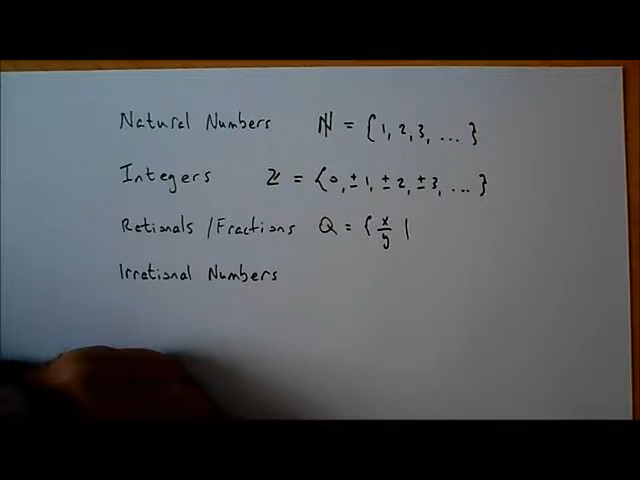 Natural Numbers ℕ = {1, 2, 3, ... }
Integers ℤ = {0, ± 1, ± 2, ± 3, ... }
Rationals / Fractions Q = { x/y |
Irrational Numbers